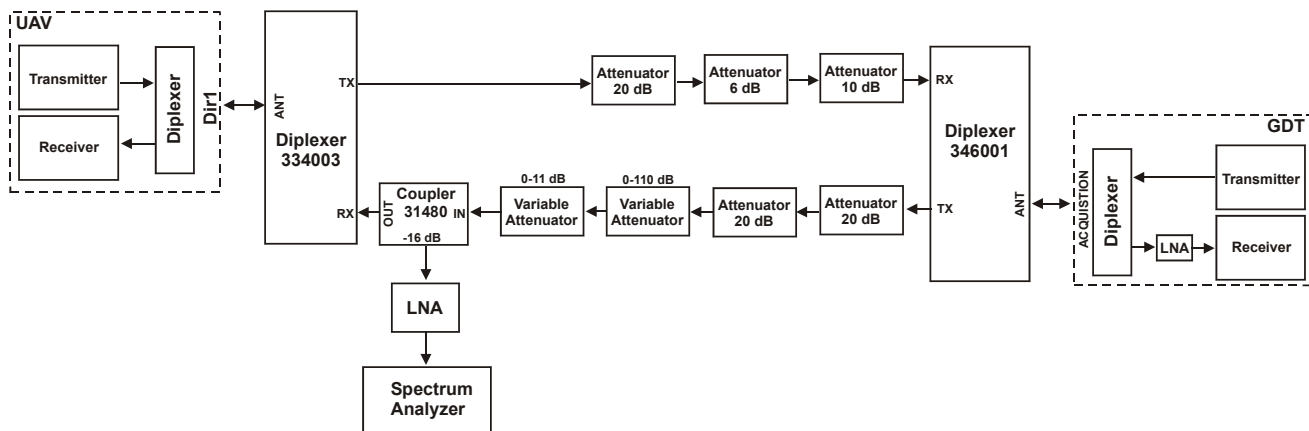 UAV
Transmitter
Receiver
Diplexer
Dir1
ANT
TX
Diplexer
334003
RX
Attenuator
20 dB
Attenuator
6 dB
Attenuator
10 dB
RX
Diplexer
346001
TX
ANT
OUT
Coupler
31480
IN
-16 dB
0-11 dB
Variable
Attenuator
0-110 dB
Variable
Attenuator
Attenuator
20 dB
Attenuator
20 dB
LNA
Spectrum
Analyzer
GDT
ACQUISTION
Diplexer
Transmitter
LNA
Receiver